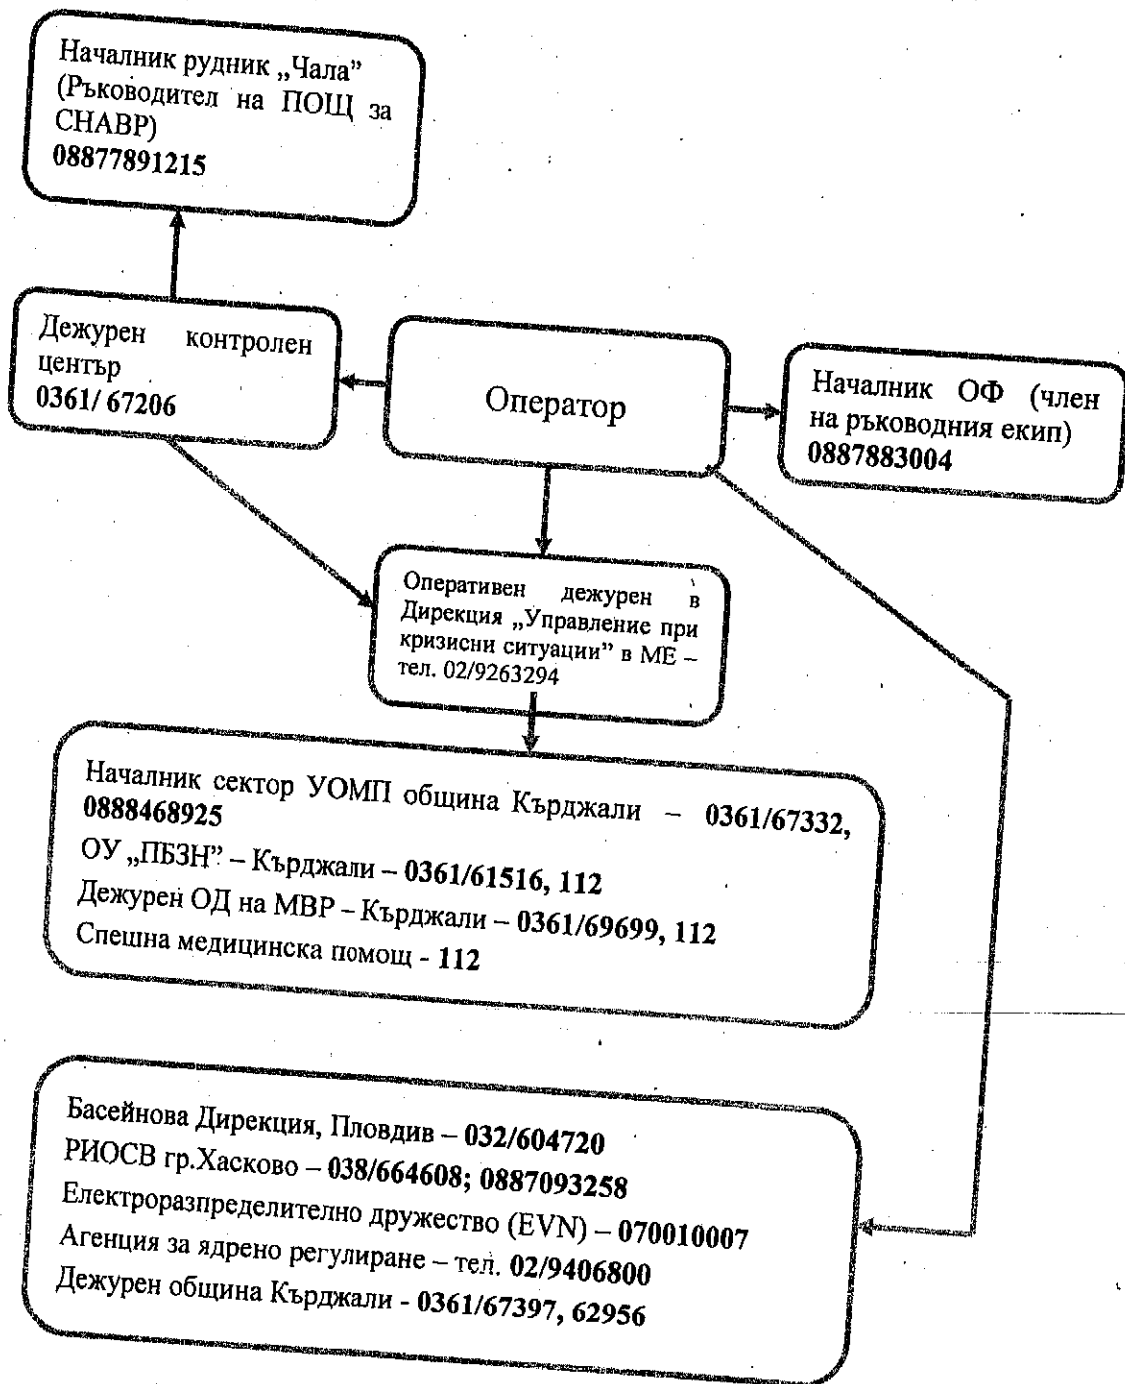 Началник рудник „Чала”
(Ръководител на ПОЩ за
СНАВР)
08877891215
Дежурен контролен
център
0361/ 67206
Оператор
Началник ОФ (член
на ръководния екип)
0887883004
Оперативен дежурен в
Дирекция „Управление при
кризисни ситуации” в МЕ –
тел. 02/9263294
Началник сектор УОМП община Кърджали – 0361/67332,
0888468925
ОУ „ПБЗН” – Кърджали – 0361/61516, 112
Дежурен ОД на МВР – Кърджали – 0361/69699, 112
Спешна медицинска помощ - 112
Басейнова Дирекция, Пловдив – 032/604720
РИОСВ гр.Хасково – 038/664608; 0887093258
Електроразпределително дружество (EVN) – 070010007
Агенция за ядрено регулиране – тел. 02/9406800
Дежурен община Кърджали - 0361/67397, 62956